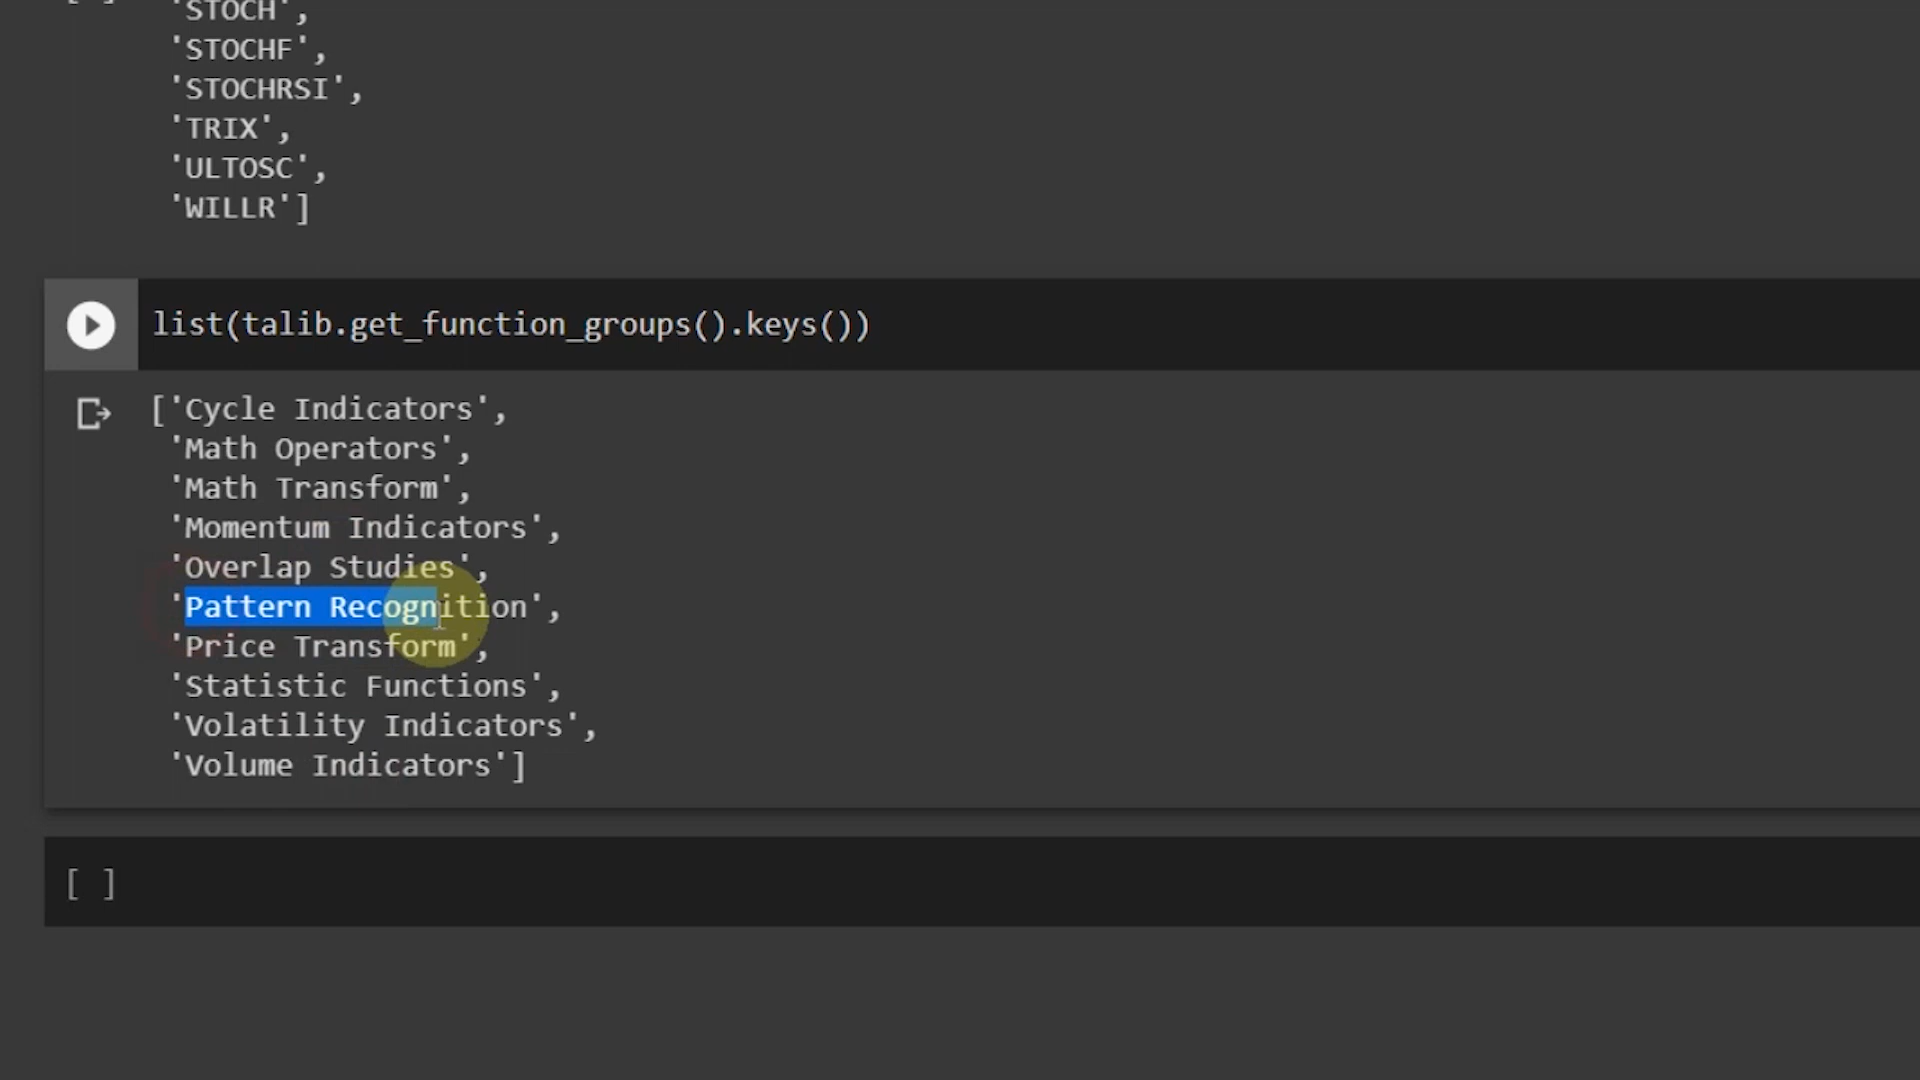 'STOCH',
'STOCHF',
'STOCHRSI',
'TRIX',
'ULTOSC',
'WILLR']
list(talib.get_function_groups().keys())
['Cycle Indicators',
'Math Operators',
'Math Transform',
'Momentum Indicators',
'Overlap Studies',
'Pattern Recognition',
'Price Transform',
'Statistic Functions',
'Volatility Indicators',
'Volume Indicators']
[ ]